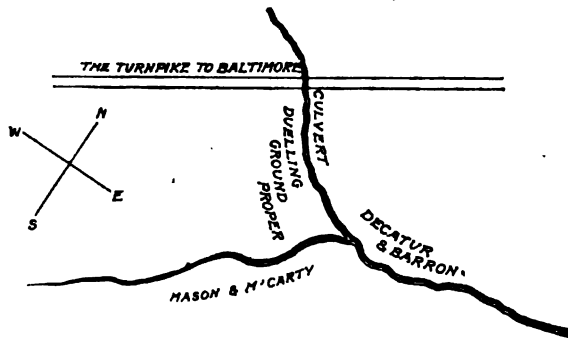 THE TURNPIKE TO BALTIMORE
CULVERT
DUELLING
GROUND
PROPER
N
W
E
S
DECATUR
& BARRON.
MASON & M'CARTY